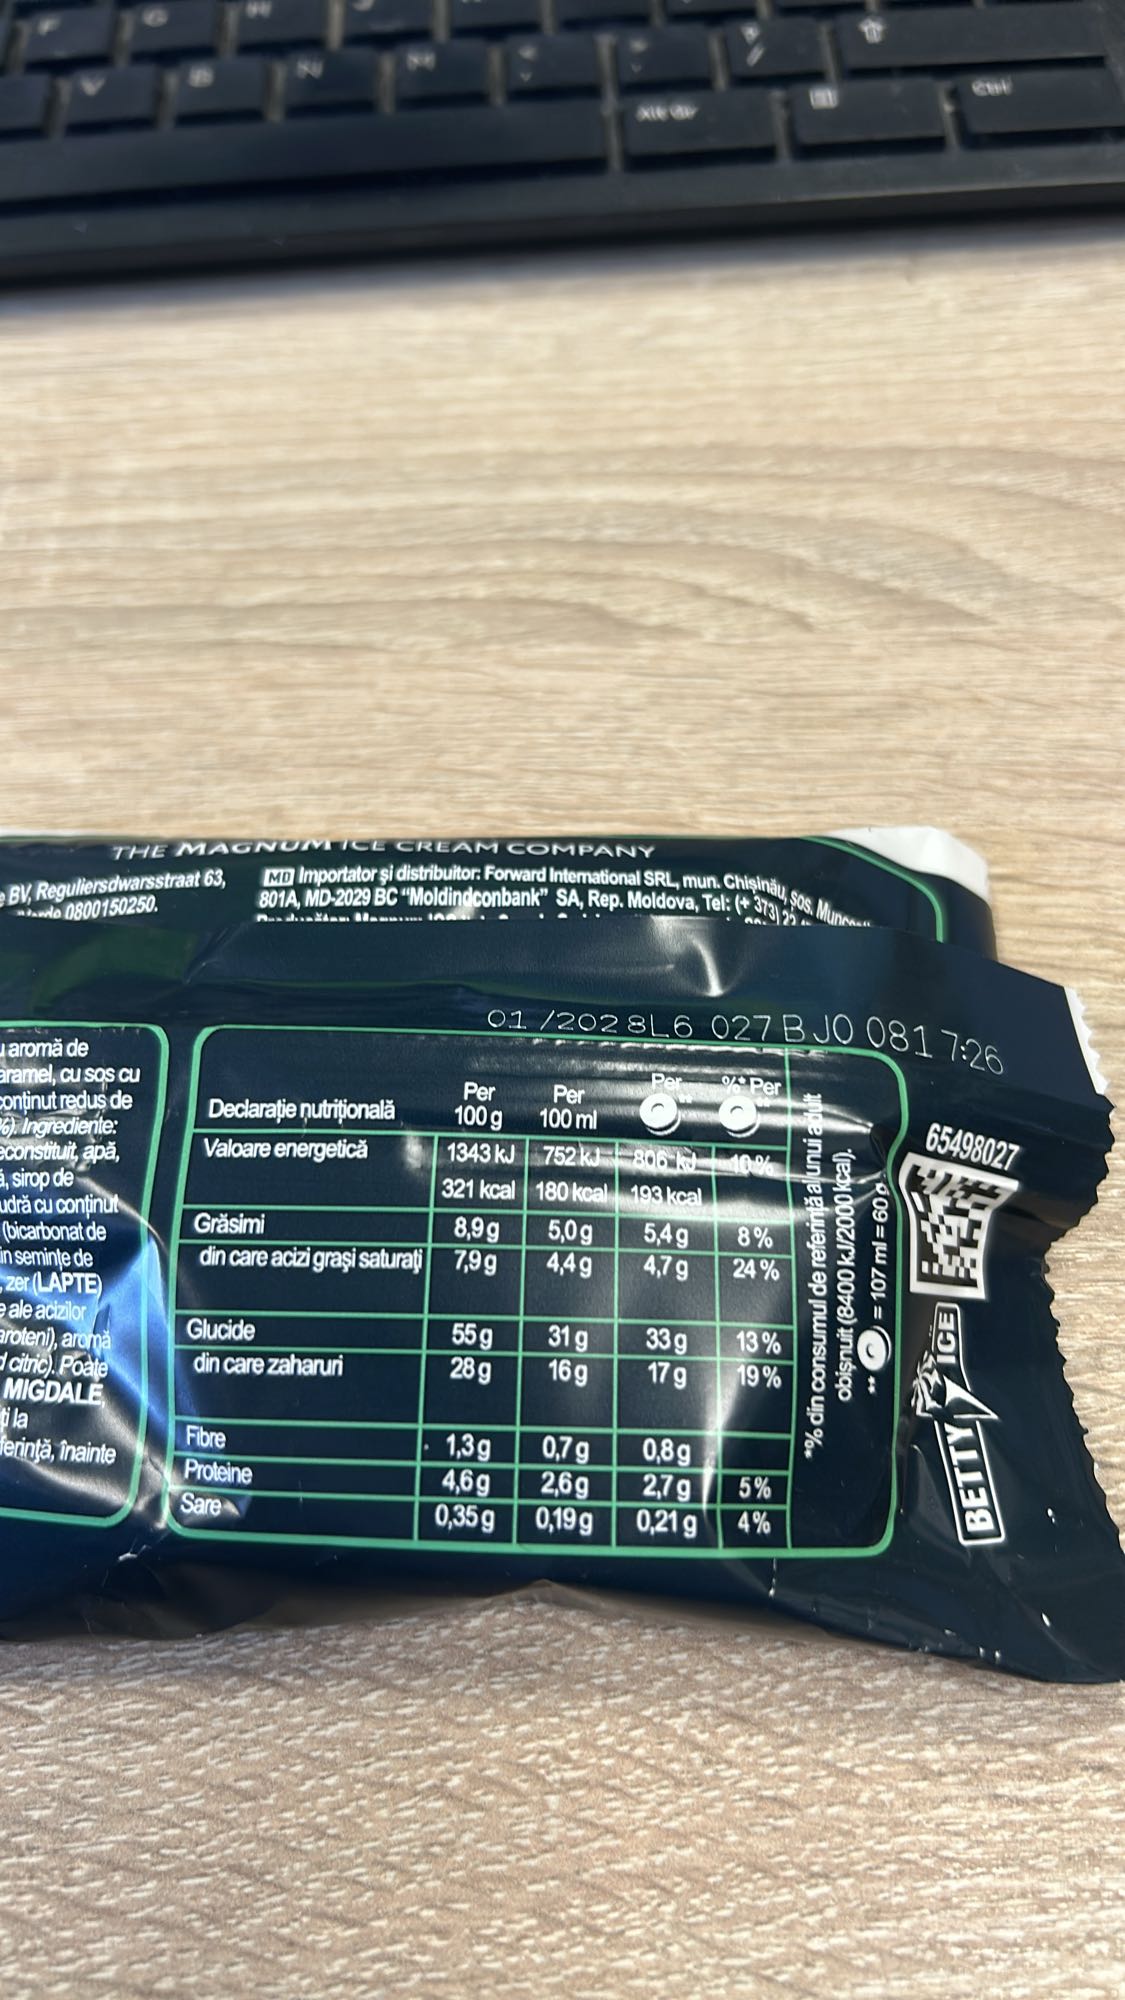 F G H
V B N M
Alt Gr
Ctrl
THE MAGNUM ICE CREAM COMPANY
BV, Reguliersdwarsstraat 63,
0800150250.
MD Importator și distribuitor: Forward International SRL, mun. Chișinău, șos.
801A, MD-2029 BC "Moldindconbank" SA, Rep. Moldova, Tel: (+ 373) 22
01/2028L6 027BJ0 081 7:26
aromă de
aramel, cu sos cu
conținut redus de
%). Ingrediente:
econstituit, apă,
ă, sirop de
udră cu conținut
(bicarbonat de
in semințe de
, zer (LAPTE)
e ale acizilor
aroteni), aromă
d citric). Poate
MIGDALE,
ți la
ferință, înainte
Declarație nutrițională Per 100 g Per 100 ml Per ** %* Per **
Valoare energetică 1343 kJ 752 kJ 806 kJ 10%
321 kcal 180 kcal 193 kcal
Grăsimi 8,9 g 5,0 g 5,4 g 8%
din care acizi grași saturați 7,9 g 4,4 g 4,7 g 24%
Glucide 55 g 31 g 33 g 13%
din care zaharuri 28 g 16 g 17 g 19%
Fibre 1,3 g 0,7 g 0,8 g
Proteine 4,6 g 2,6 g 2,7 g 5%
Sare 0,35 g 0,19 g 0,21 g 4%
*% din consumul de referință al unui adult
obișnuit (8400 kJ/2000 kcal).
** = 107 ml = 60 g
65498027
BETTY ICE